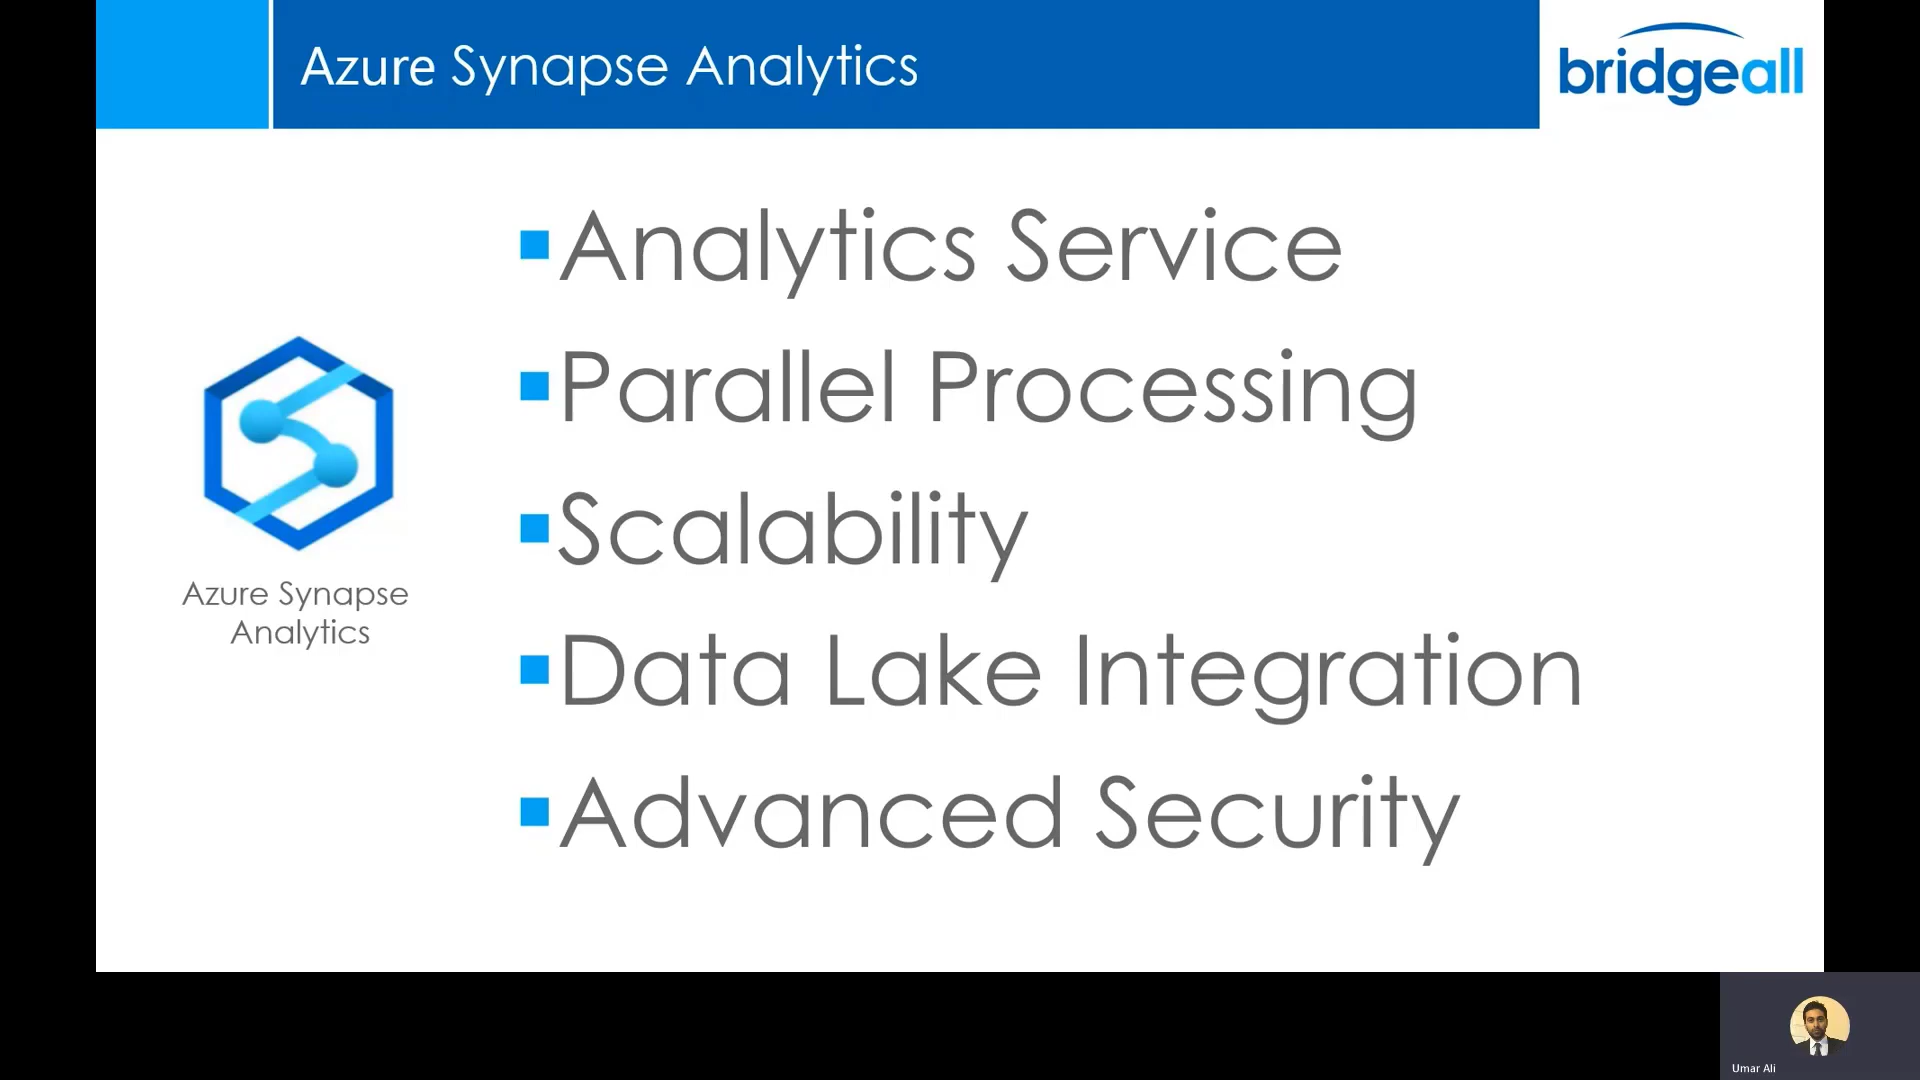 Azure Synapse Analytics
bridgeall
Analytics Service
Parallel Processing
Scalability
Data Lake Integration
Advanced Security
Azure Synapse
Analytics
Umar Ali